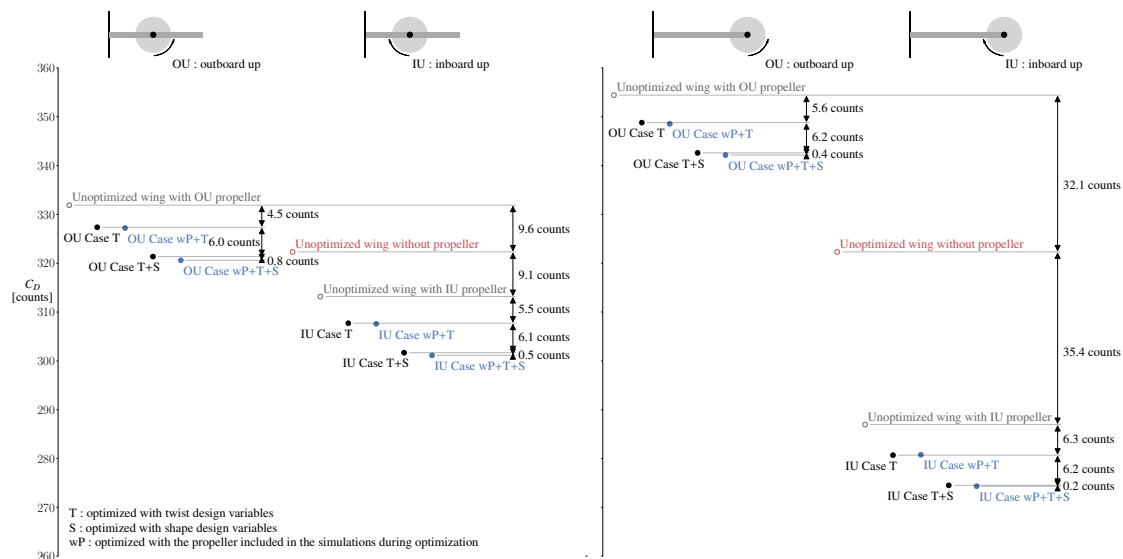 OU : outboard up
IU : inboard up
OU : outboard up
IU : inboard up
360
350
340
330
320
310
300
290
280
270
260
C_D
[counts]
Unoptimized wing with OU propeller
4.5 counts
OU Case T
OU Case wP+T
6.0 counts
OU Case T+S
OU Case wP+T+S
0.8 counts
9.6 counts
Unoptimized wing without propeller
9.1 counts
Unoptimized wing with IU propeller
5.5 counts
IU Case T
IU Case wP+T
6.1 counts
IU Case T+S
IU Case wP+T+S
0.5 counts
T : optimized with twist design variables
S : optimized with shape design variables
wP : optimized with the propeller included in the simulations during optimization
Unoptimized wing with OU propeller
5.6 counts
OU Case T
OU Case wP+T
6.2 counts
OU Case T+S
OU Case wP+T+S
0.4 counts
32.1 counts
Unoptimized wing without propeller
35.4 counts
Unoptimized wing with IU propeller
6.3 counts
IU Case T
IU Case wP+T
6.2 counts
IU Case T+S
IU Case wP+T+S
0.2 counts